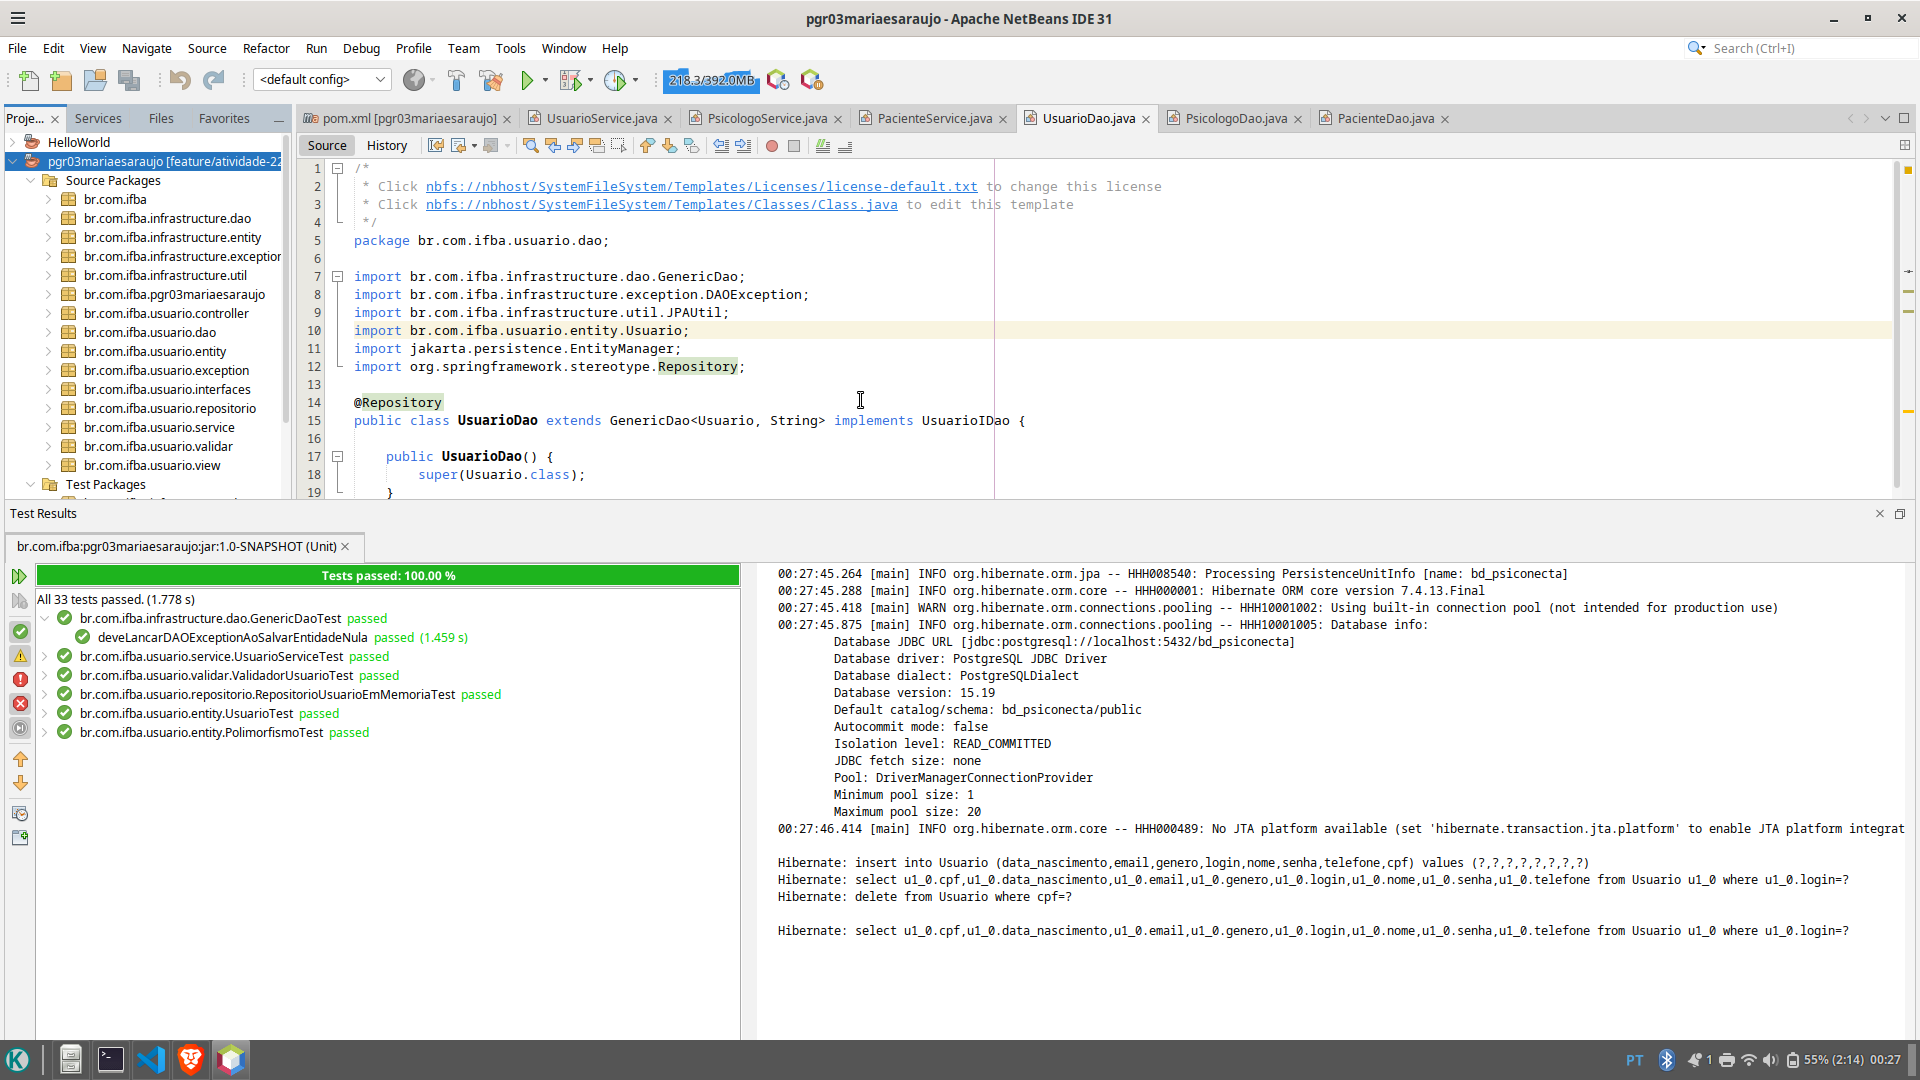 pgr03mariaesaraujo - Apache NetBeans IDE 31
File Edit View Navigate Source Refactor Run Debug Profile Team Tools Window Help
Search (Ctrl+I)
<default config>
218.3/392.0MB
Proje... Services Files Favorites
pom.xml [pgr03mariaesaraujo] UsuarioService.java PsicologoService.java PacienteService.java UsuarioDao.java PsicologoDao.java PacienteDao.java
Source History
HelloWorld
pgr03mariaesaraujo [feature/atividade-22
Source Packages
br.com.ifba
br.com.ifba.infrastructure.dao
br.com.ifba.infrastructure.entity
br.com.ifba.infrastructure.exception
br.com.ifba.infrastructure.util
br.com.ifba.pgr03mariaesaraujo
br.com.ifba.usuario.controller
br.com.ifba.usuario.dao
br.com.ifba.usuario.entity
br.com.ifba.usuario.exception
br.com.ifba.usuario.interfaces
br.com.ifba.usuario.repositorio
br.com.ifba.usuario.service
br.com.ifba.usuario.validar
br.com.ifba.usuario.view
Test Packages
1 /*
2 * Click nbfs://nbhost/SystemFileSystem/Templates/Licenses/license-default.txt to change this license
3 * Click nbfs://nbhost/SystemFileSystem/Templates/Classes/Class.java to edit this template
4 */
5 package br.com.ifba.usuario.dao;
6
7 import br.com.ifba.infrastructure.dao.GenericDao;
8 import br.com.ifba.infrastructure.exception.DAOException;
9 import br.com.ifba.infrastructure.util.JPAUtil;
10 import br.com.ifba.usuario.entity.Usuario;
11 import jakarta.persistence.EntityManager;
12 import org.springframework.stereotype.Repository;
13
14 @Repository
15 public class UsuarioDao extends GenericDao<Usuario, String> implements UsuarioIDao {
16
17 public UsuarioDao() {
18 super(Usuario.class);
19 }
Test Results
br.com.ifba:pgr03mariaesaraujo:jar:1.0-SNAPSHOT (Unit)
Tests passed: 100.00 %
All 33 tests passed. (1.778 s)
br.com.ifba.infrastructure.dao.GenericDaoTest passed
deveLancarDAOExceptionAoSalvarEntidadeNula passed (1.459 s)
br.com.ifba.usuario.service.UsuarioServiceTest passed
br.com.ifba.usuario.validar.ValidadorUsuarioTest passed
br.com.ifba.usuario.repositorio.RepositorioUsuarioEmMemoriaTest passed
br.com.ifba.usuario.entity.UsuarioTest passed
br.com.ifba.usuario.entity.PolimorfismoTest passed
00:27:45.264 [main] INFO org.hibernate.orm.jpa -- HHH008540: Processing PersistenceUnitInfo [name: bd_psiconecta]
00:27:45.288 [main] INFO org.hibernate.orm.core -- HHH000001: Hibernate ORM core version 7.4.13.Final
00:27:45.418 [main] WARN org.hibernate.orm.connections.pooling -- HHH10001002: Using built-in connection pool (not intended for production use)
00:27:45.875 [main] INFO org.hibernate.orm.connections.pooling -- HHH10001005: Database info:
Database JDBC URL [jdbc:postgresql://localhost:5432/bd_psiconecta]
Database driver: PostgreSQL JDBC Driver
Database dialect: PostgreSQLDialect
Database version: 15.19
Default catalog/schema: bd_psiconecta/public
Autocommit mode: false
Isolation level: READ_COMMITTED
JDBC fetch size: none
Pool: DriverManagerConnectionProvider
Minimum pool size: 1
Maximum pool size: 20
00:27:46.414 [main] INFO org.hibernate.orm.core -- HHH000489: No JTA platform available (set 'hibernate.transaction.jta.platform' to enable JTA platform integrat
Hibernate: insert into Usuario (data_nascimento,email,genero,login,nome,senha,telefone,cpf) values (?,?,?,?,?,?,?,?)
Hibernate: select u1_0.cpf,u1_0.data_nascimento,u1_0.email,u1_0.genero,u1_0.login,u1_0.nome,u1_0.senha,u1_0.telefone from Usuario u1_0 where u1_0.login=?
Hibernate: delete from Usuario where cpf=?
Hibernate: select u1_0.cpf,u1_0.data_nascimento,u1_0.email,u1_0.genero,u1_0.login,u1_0.nome,u1_0.senha,u1_0.telefone from Usuario u1_0 where u1_0.login=?
PT 1 55% (2:14) 00:27